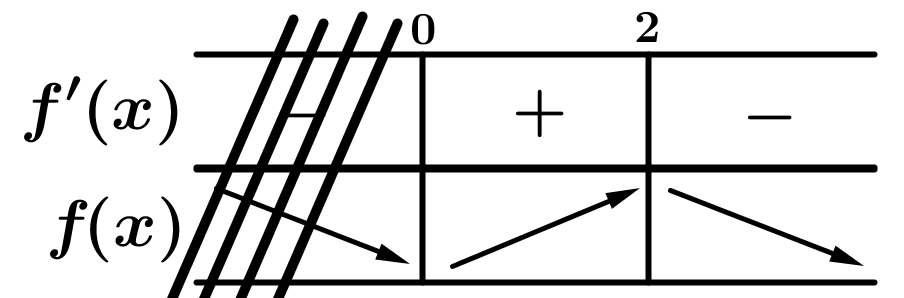 0 2
f′(x) − + −
f(x)